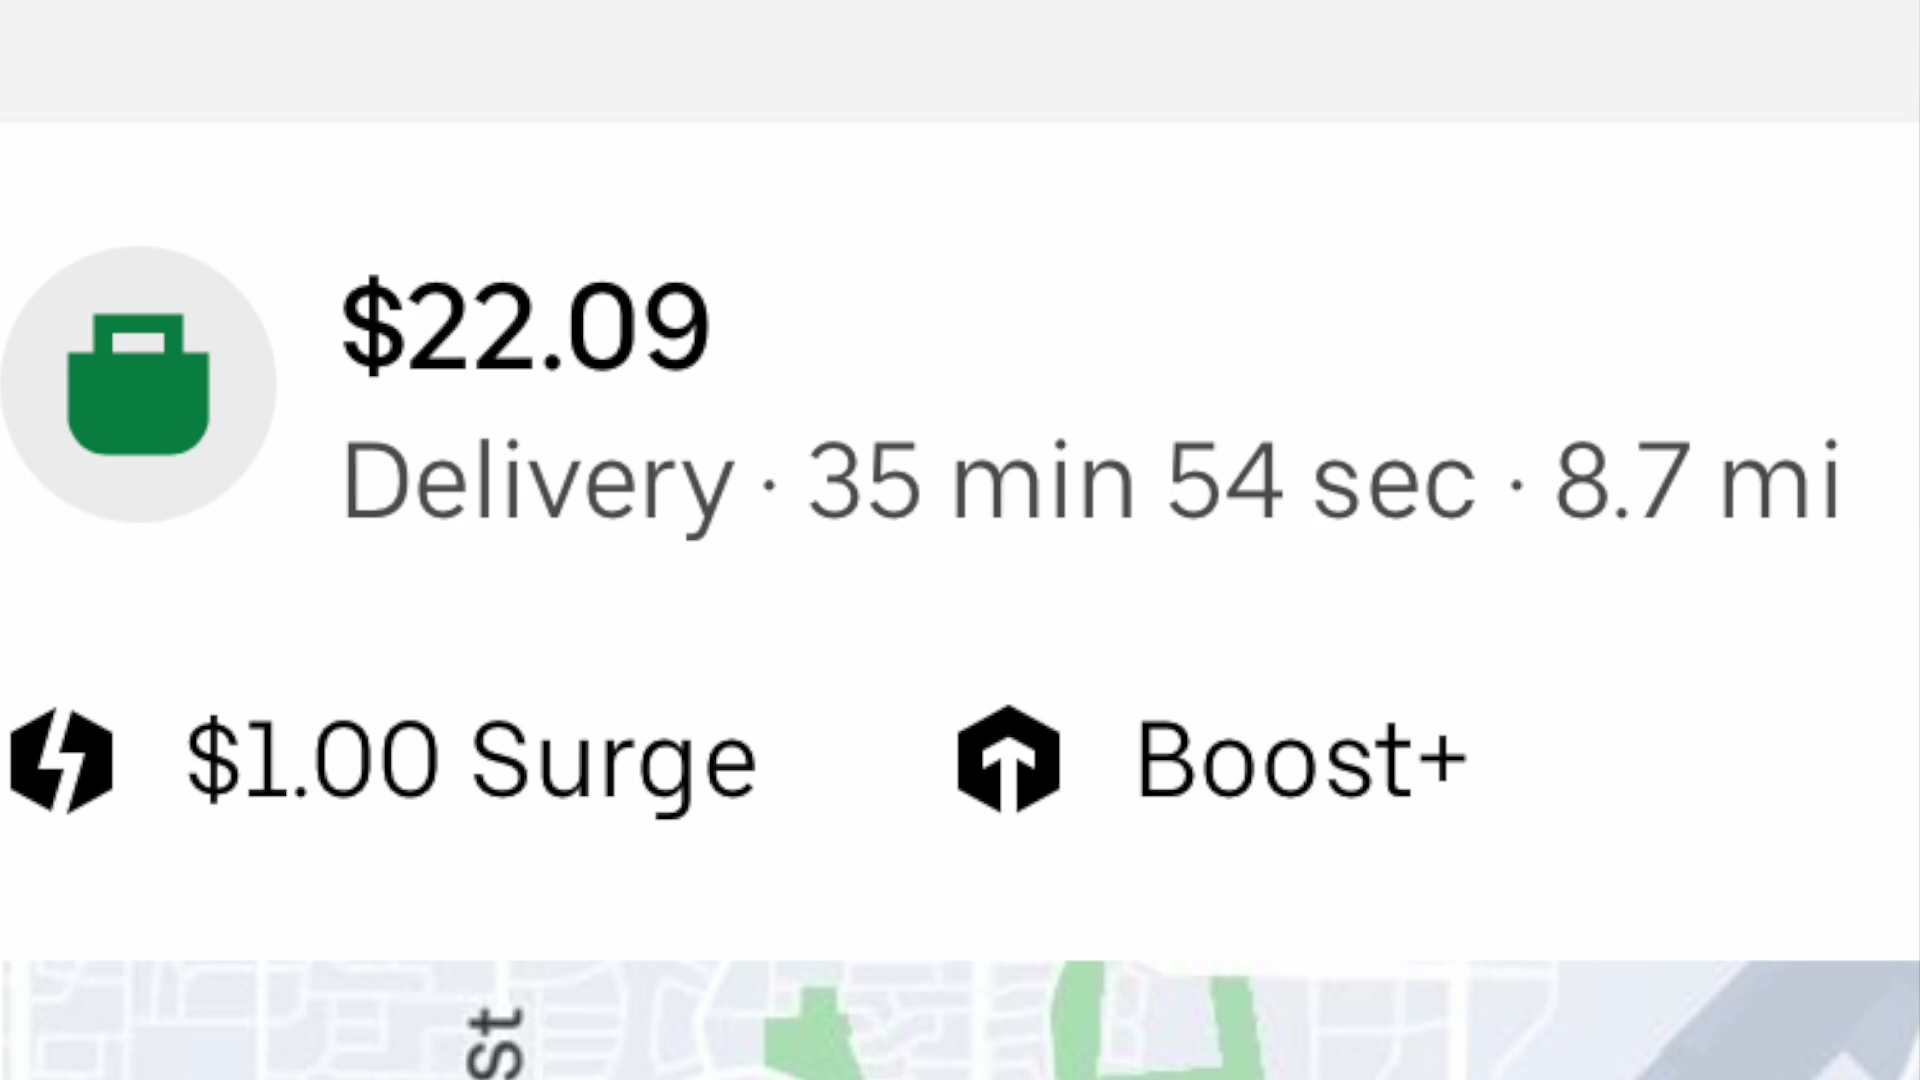 $22.09
Delivery · 35 min 54 sec · 8.7 mi
$1.00 Surge
Boost+
St